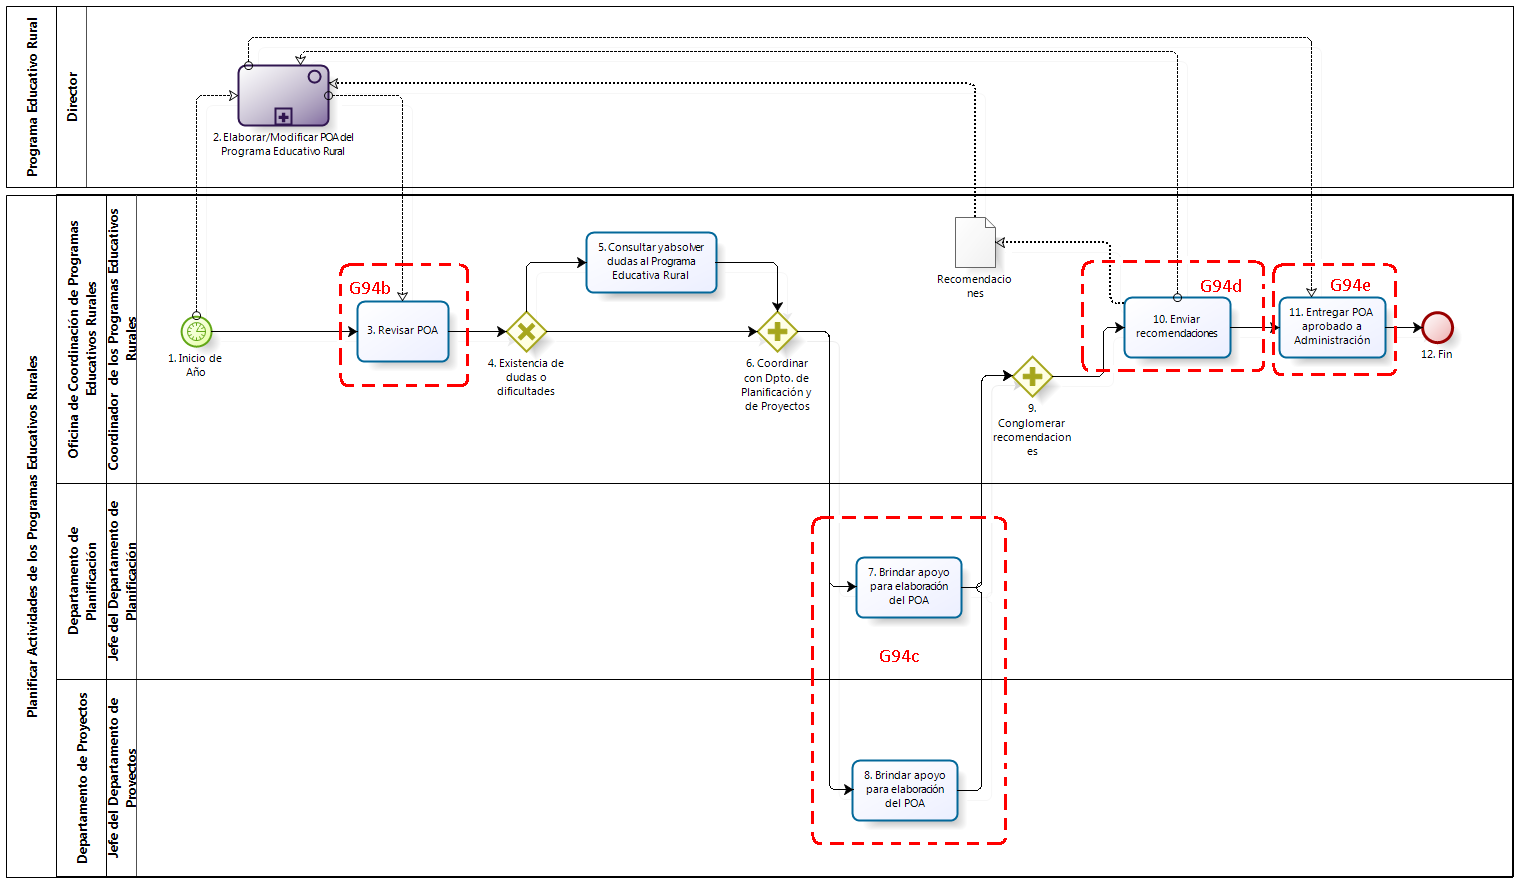 Programa Educativo Rural
Director
2. Elaborar/Modificar POA del
Programa Educativo Rural
Planificar Actividades de los Programas Educativos Rurales
Oficina de Coordinación de Programas
Educativos Rurales
Coordinador de los Programas Educativos
Rurales
1. Inicio de
Año
G94b
3. Revisar POA
4. Existencia de
dudas o
dificultades
5. Consultar yabsolver
dudas al Programa
Educativa Rural
6. Coordinar
con Dpto. de
Planificación y
de Proyectos
Recomendacio
nes
9.
Conglomerar
recomendacion
es
G94d
10. Enviar
recomendaciones
G94e
11. Entregar POA
aprobado a
Administración
12. Fin
Departamento de
Planificación
Jefe del Departamento de
Planificación
7. Brindar apoyo
para elaboración
del POA
G94c
Departamento de Proyectos
Jefe del Departamento de
Proyectos
8. Brindar apoyo
para elaboración
del POA